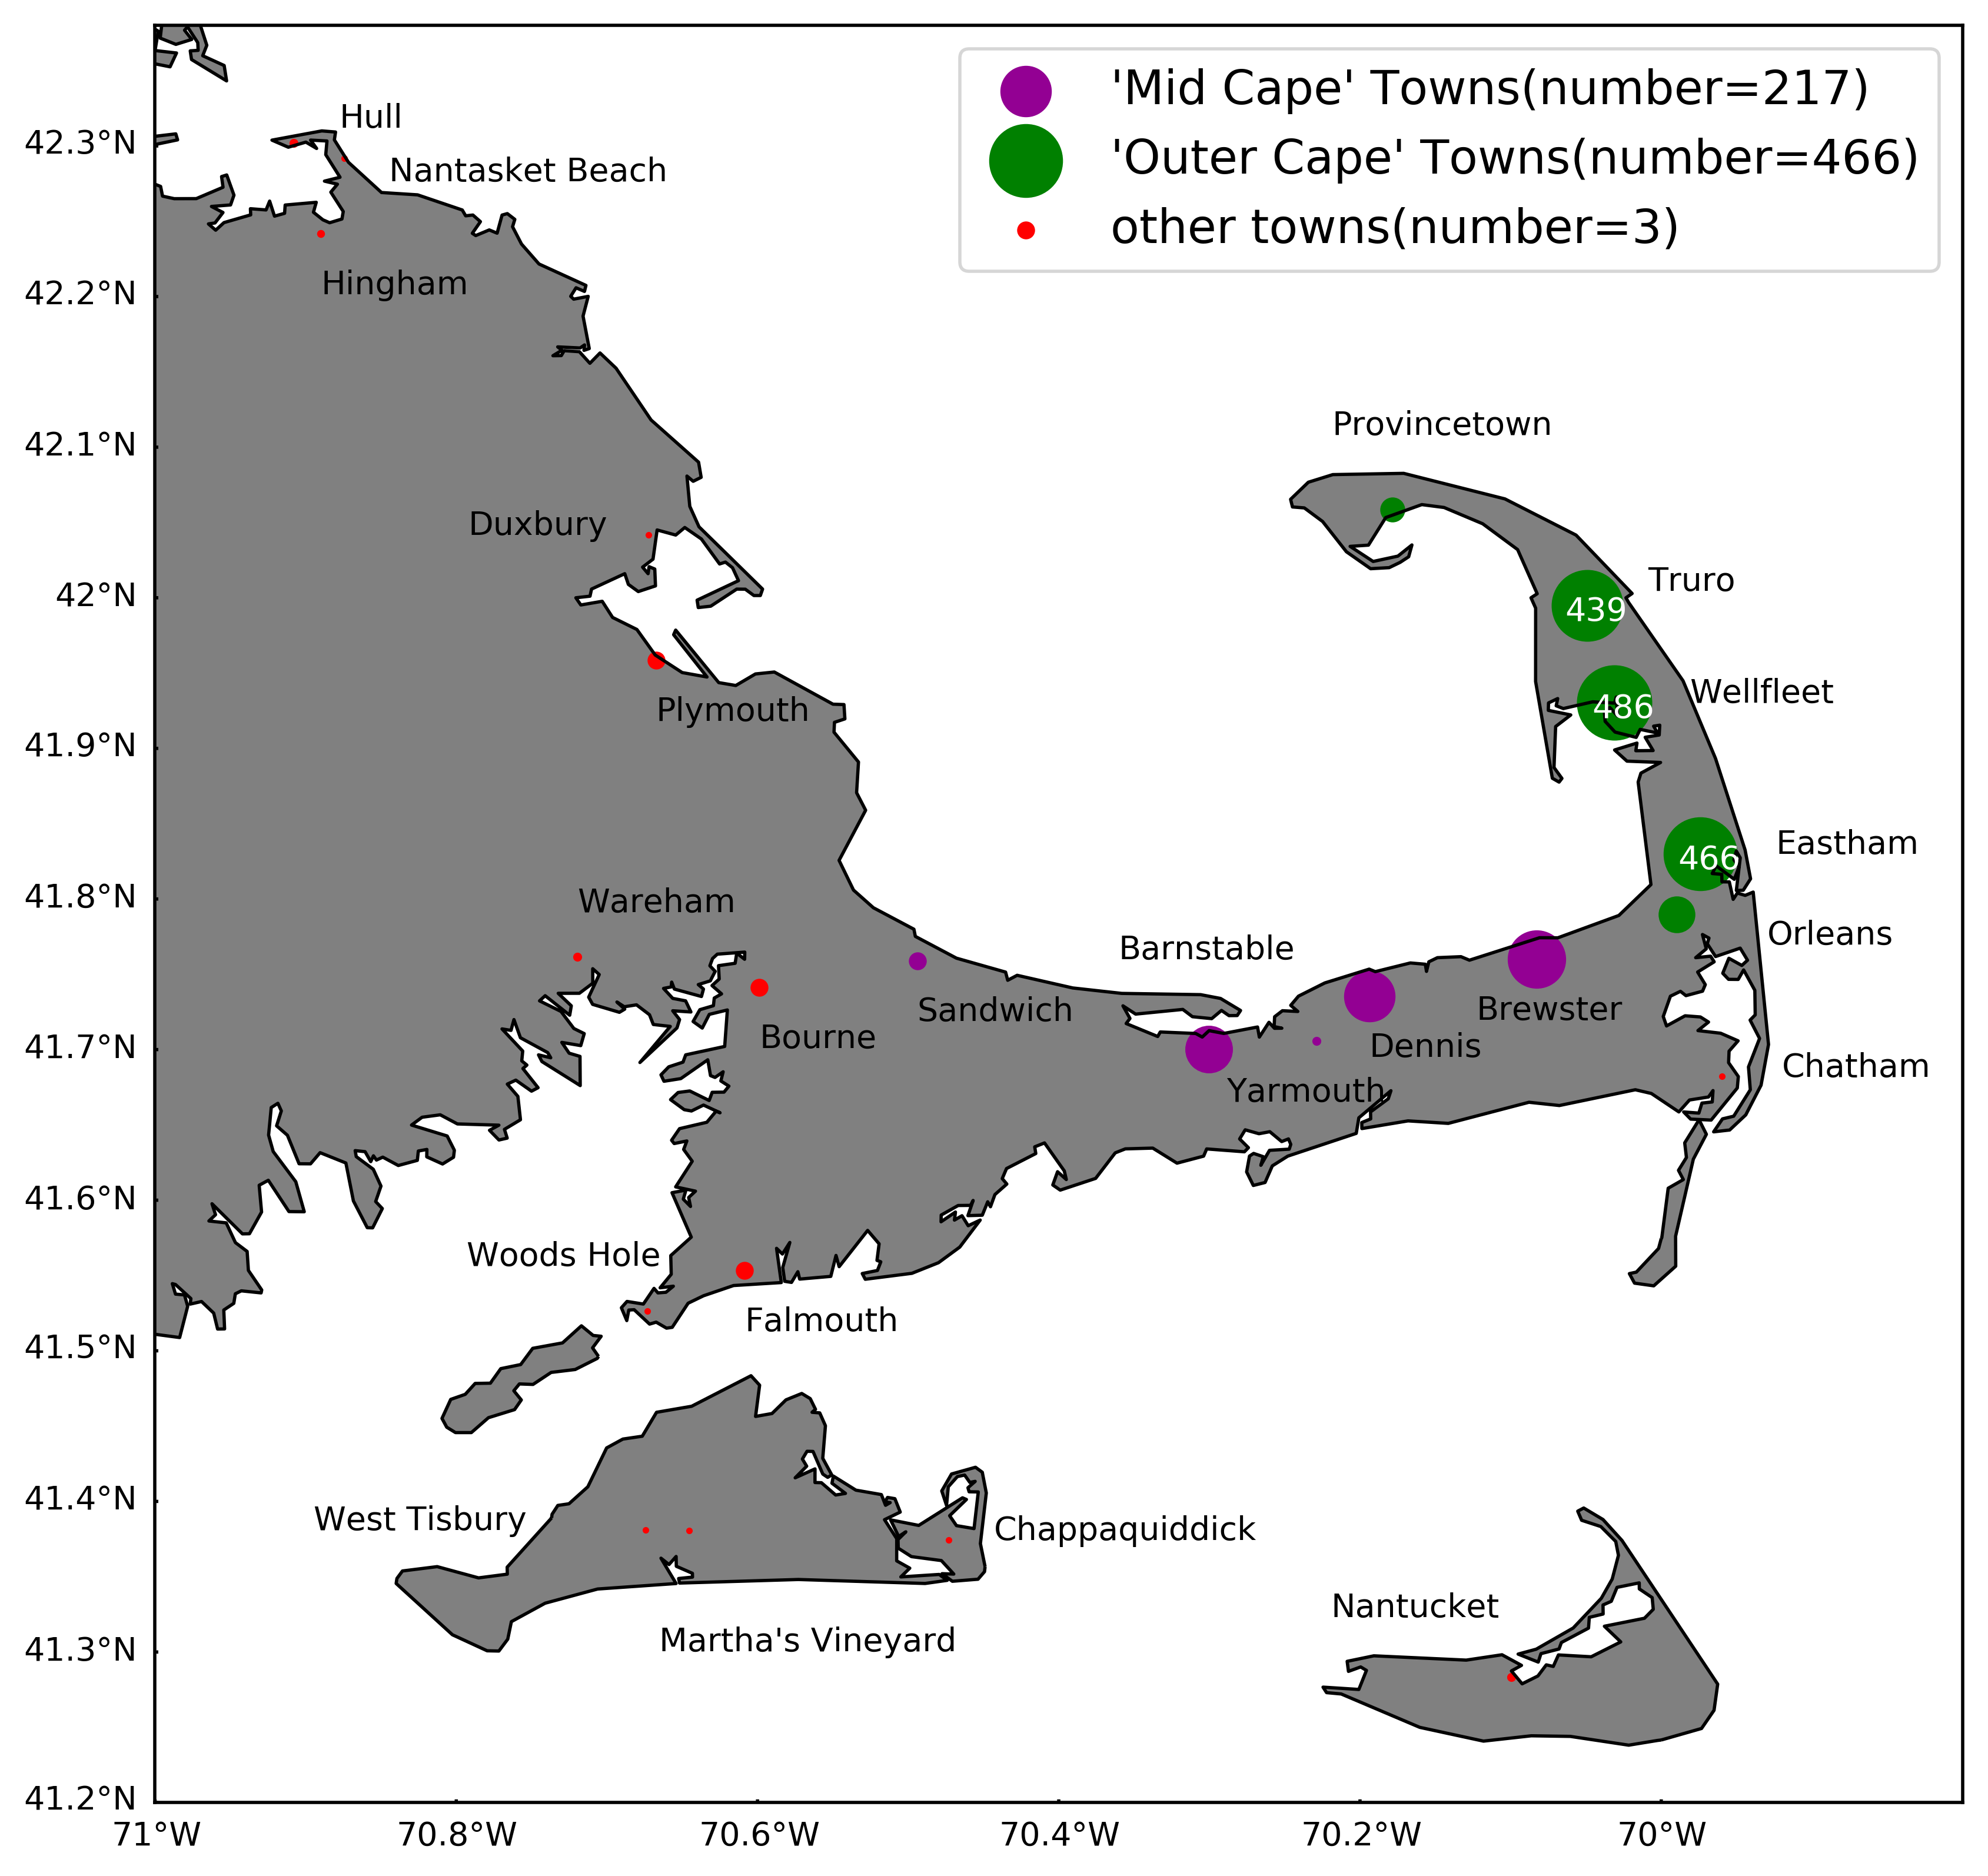 'Mid Cape' Towns(number=217)
'Outer Cape' Towns(number=466)
other towns(number=3)
Hull
42.3°N
Nantasket Beach
Hingham
42.2°N
Provincetown
42.1°N
Duxbury
Truro
42°N
439
Wellfleet
486
Plymouth
41.9°N
Eastham
466
Wareham
41.8°N
Orleans
Barnstable
Sandwich
Brewster
Bourne
Dennis
41.7°N
Chatham
Yarmouth
41.6°N
Woods Hole
Falmouth
41.5°N
41.4°N
West Tisbury
Chappaquiddick
Nantucket
Martha's Vineyard
41.3°N
41.2°N
71°W 70.8°W 70.6°W 70.4°W 70.2°W 70°W